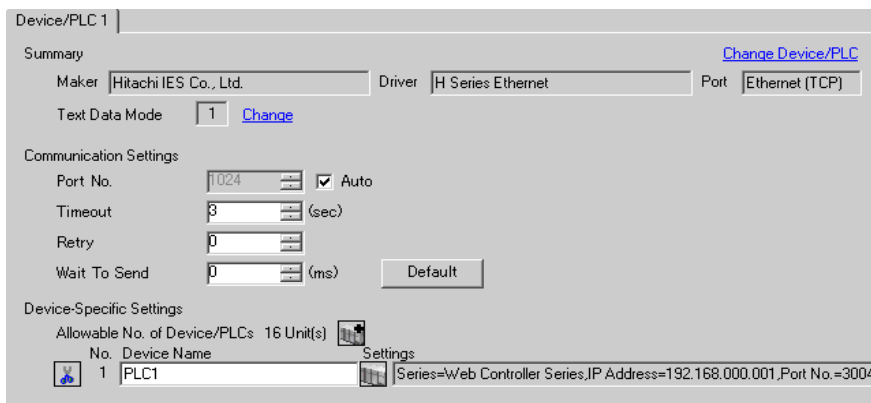 Device/PLC 1
Summary Change Device/PLC
Maker Hitachi IES Co., Ltd. Driver H Series Ethernet Port Ethernet (TCP)
Text Data Mode 1 Change
Communication Settings
Port No. 1024 Auto
Timeout 3 (sec)
Retry 0
Wait To Send 0 (ms) Default
Device-Specific Settings
Allowable No. of Device/PLCs 16 Unit(s)
No. Device Name Settings
1 PLC1 Series=Web Controller Series,IP Address=192.168.000.001,Port No.=3004